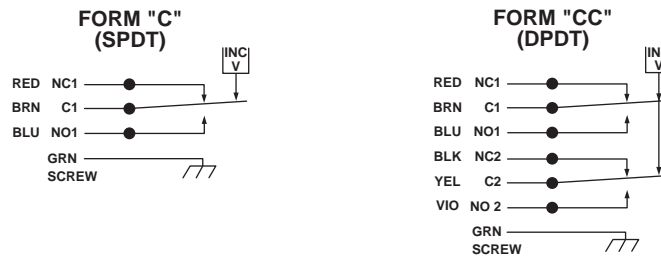 FORM "C"
(SPDT)
INC
V
RED NC1
BRN C1
BLU NO1
GRN
SCREW
FORM "CC"
(DPDT)
IN
V
RED NC1
BRN C1
BLU NO1
BLK NC2
YEL C2
VIO NO 2
GRN
SCREW